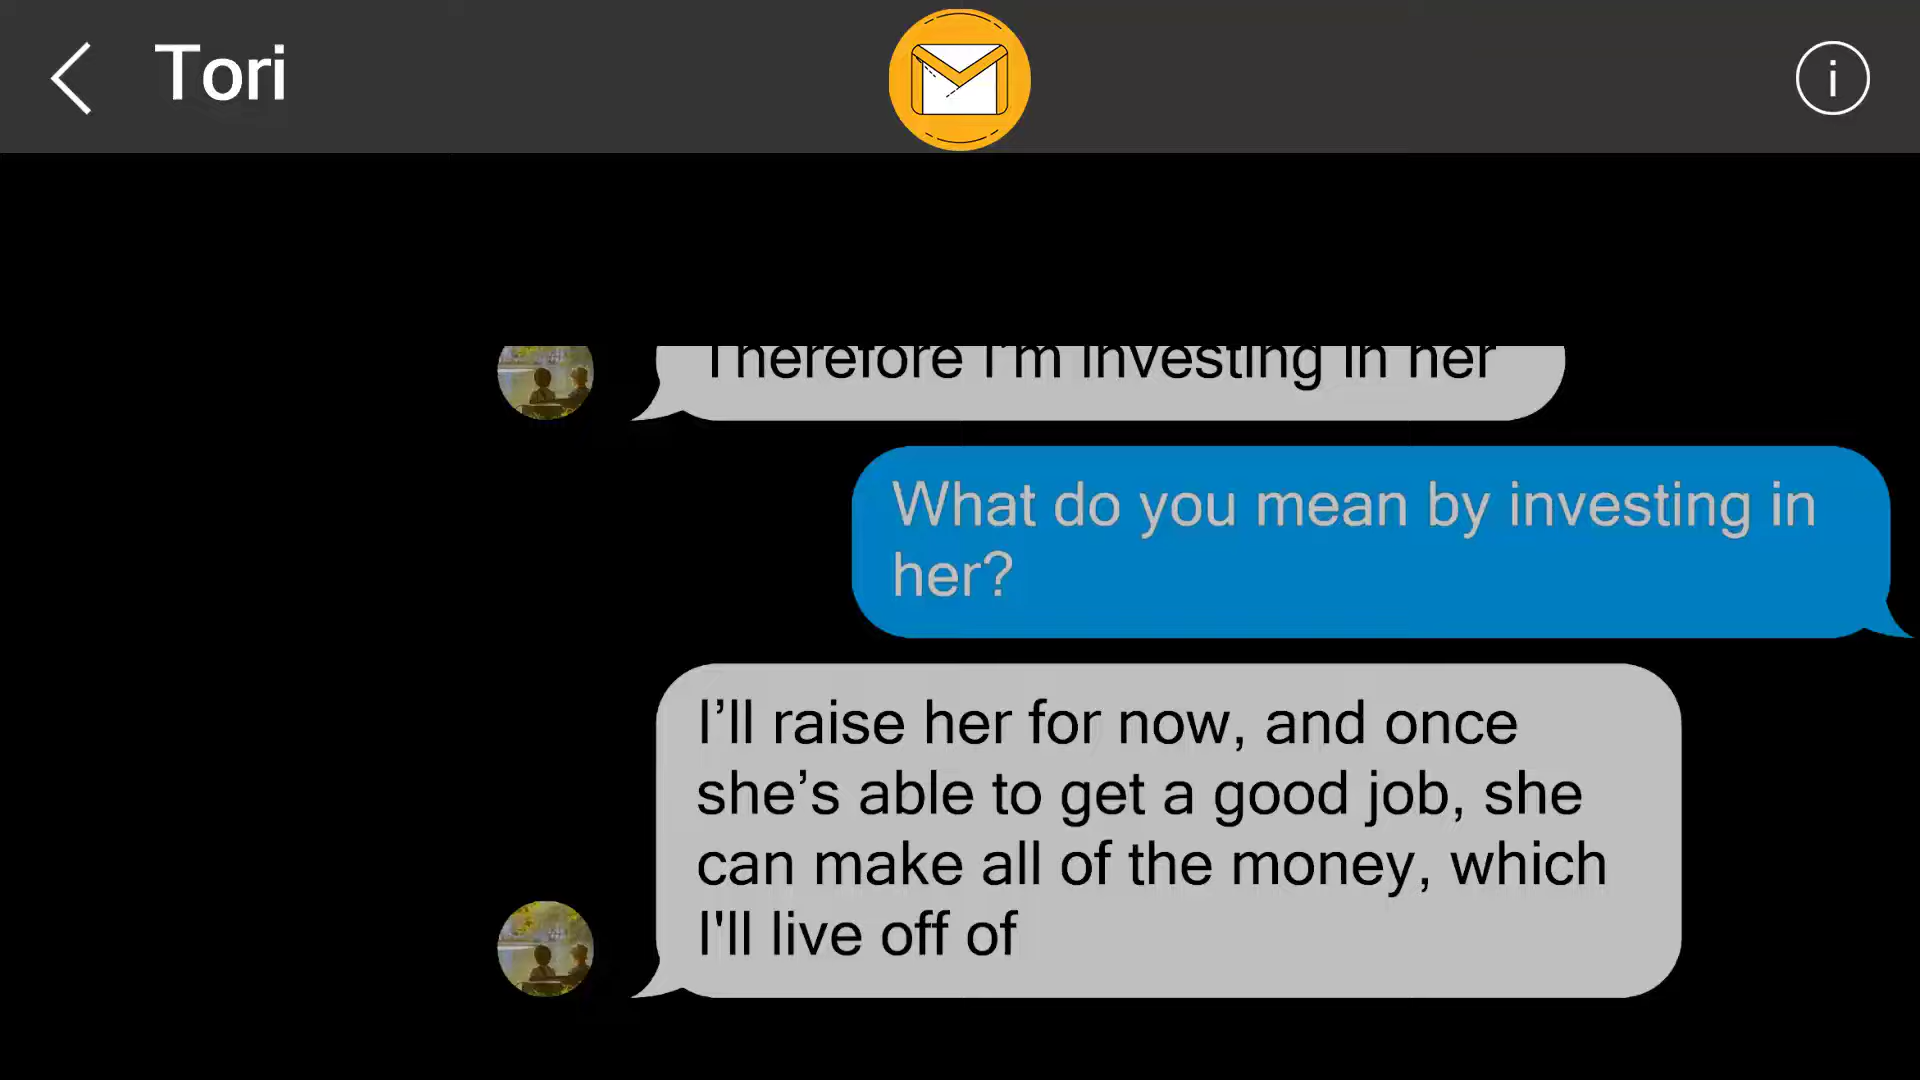 Tori
Therefore I'm investing in her
What do you mean by investing in
her?
I’ll raise her for now, and once
she’s able to get a good job, she
can make all of the money, which
I'll live off of